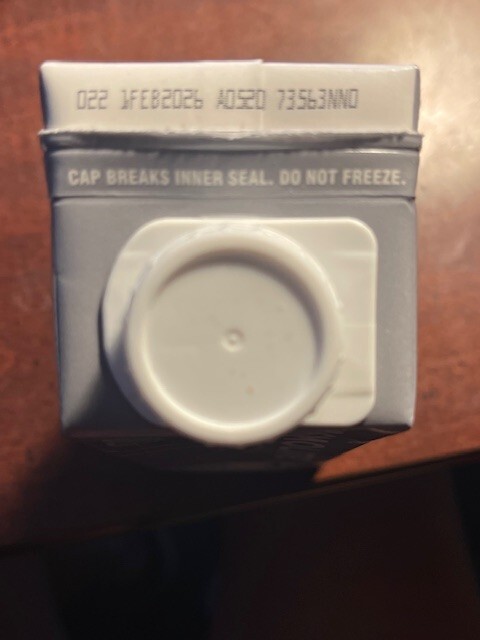 022 1FEB2026 A0520 73563NNO
CAP BREAKS INNER SEAL. DO NOT FREEZE.